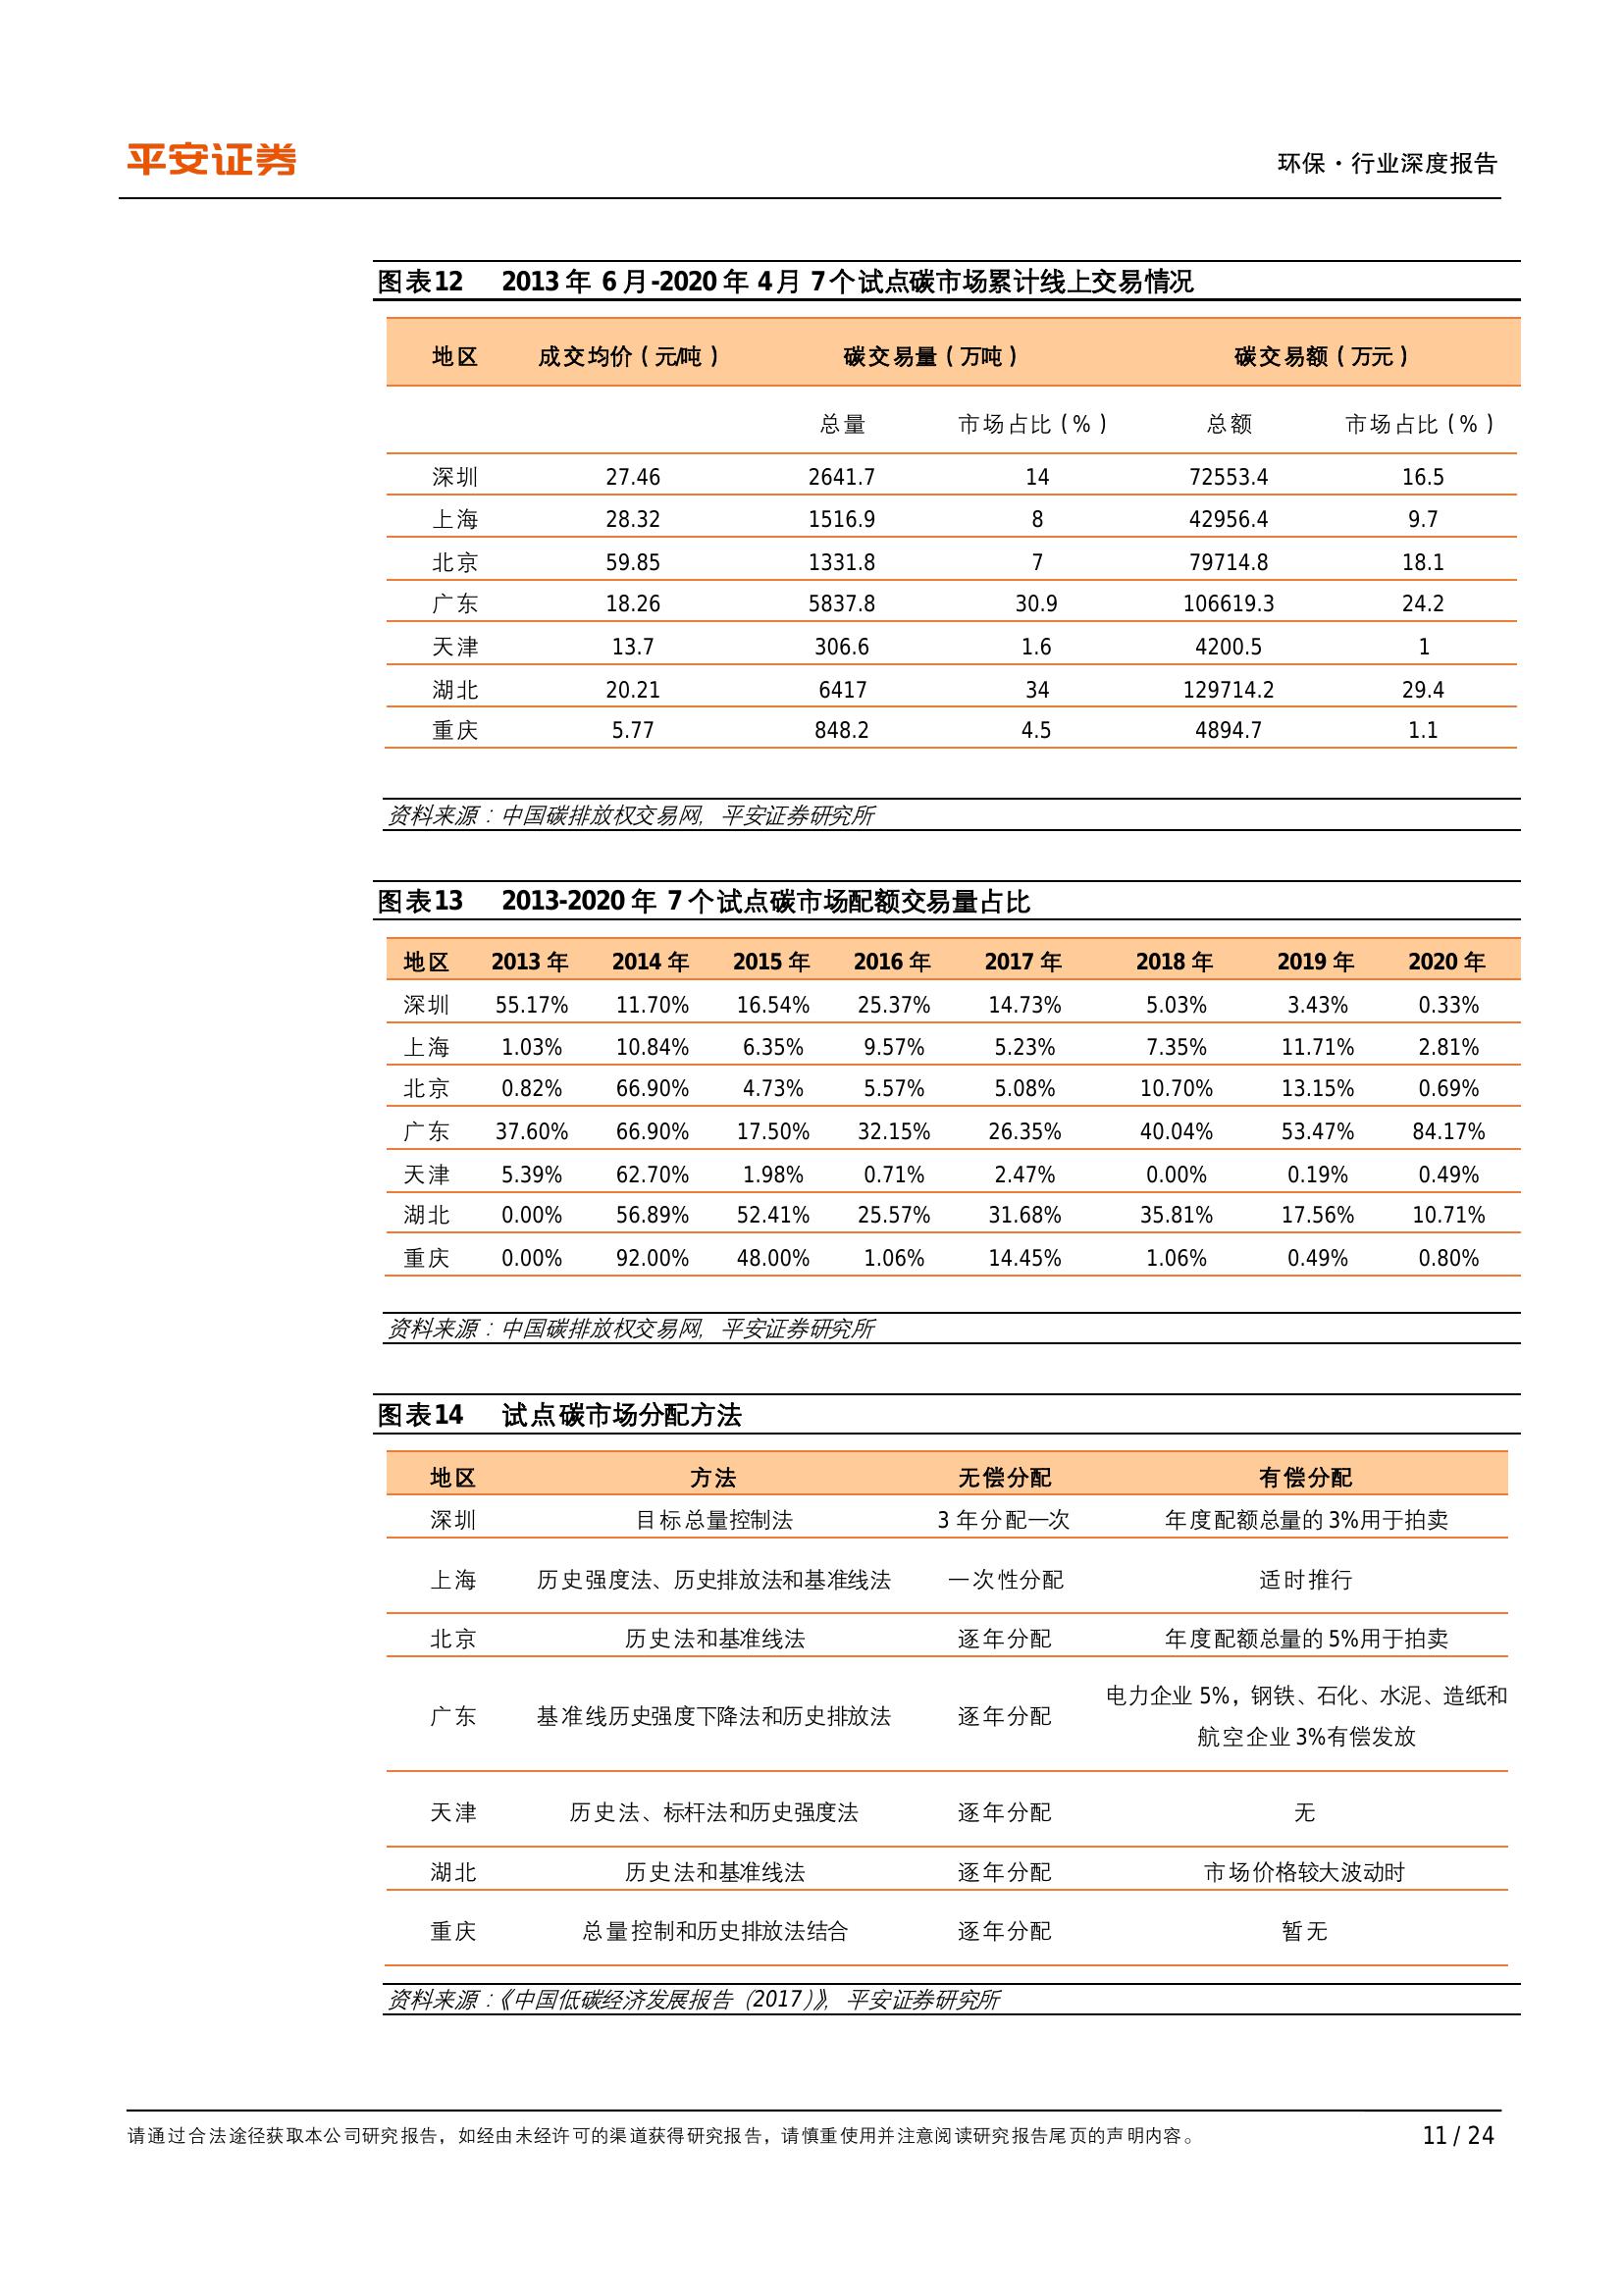 平安证券
环保·行业深度报告
图表12 2013 年 6 月-2020 年 4 月 7 个试点碳市场累计线上交易情况
地区 成交均价（元/吨） 碳交易量（万吨） 碳交易额（万元）
总量 市场占比（%） 总额 市场占比（%）
深圳 27.46 2641.7 14 72553.4 16.5
上海 28.32 1516.9 8 42956.4 9.7
北京 59.85 1331.8 7 79714.8 18.1
广东 18.26 5837.8 30.9 106619.3 24.2
天津 13.7 306.6 1.6 4200.5 1
湖北 20.21 6417 34 129714.2 29.4
重庆 5.77 848.2 4.5 4894.7 1.1
资料来源：中国碳排放权交易网，平安证券研究所
图表13 2013-2020 年 7 个试点碳市场配额交易量占比
地区 2013 年 2014 年 2015 年 2016 年 2017 年 2018 年 2019 年 2020 年
深圳 55.17% 11.70% 16.54% 25.37% 14.73% 5.03% 3.43% 0.33%
上海 1.03% 10.84% 6.35% 9.57% 5.23% 7.35% 11.71% 2.81%
北京 0.82% 66.90% 4.73% 5.57% 5.08% 10.70% 13.15% 0.69%
广东 37.60% 66.90% 17.50% 32.15% 26.35% 40.04% 53.47% 84.17%
天津 5.39% 62.70% 1.98% 0.71% 2.47% 0.00% 0.19% 0.49%
湖北 0.00% 56.89% 52.41% 25.57% 31.68% 35.81% 17.56% 10.71%
重庆 0.00% 92.00% 48.00% 1.06% 14.45% 1.06% 0.49% 0.80%
资料来源：中国碳排放权交易网，平安证券研究所
图表14 试点碳市场分配方法
地区 方法 无偿分配 有偿分配
深圳 目标总量控制法 3 年分配一次 年度配额总量的 3%用于拍卖
上海 历史强度法、历史排放法和基准线法 一次性分配 适时推行
北京 历史法和基准线法 逐年分配 年度配额总量的 5%用于拍卖
广东 基准线历史强度下降法和历史排放法 逐年分配 电力企业 5%，钢铁、石化、水泥、造纸和
航空企业 3%有偿发放
天津 历史法、标杆法和历史强度法 逐年分配 无
湖北 历史法和基准线法 逐年分配 市场价格较大波动时
重庆 总量控制和历史排放法结合 逐年分配 暂无
资料来源：《中国低碳经济发展报告（2017）》，平安证券研究所
请通过合法途径获取本公司研究报告，如经由未经许可的渠道获得研究报告，请慎重使用并注意阅读研究报告尾页的声明内容。 11 / 24